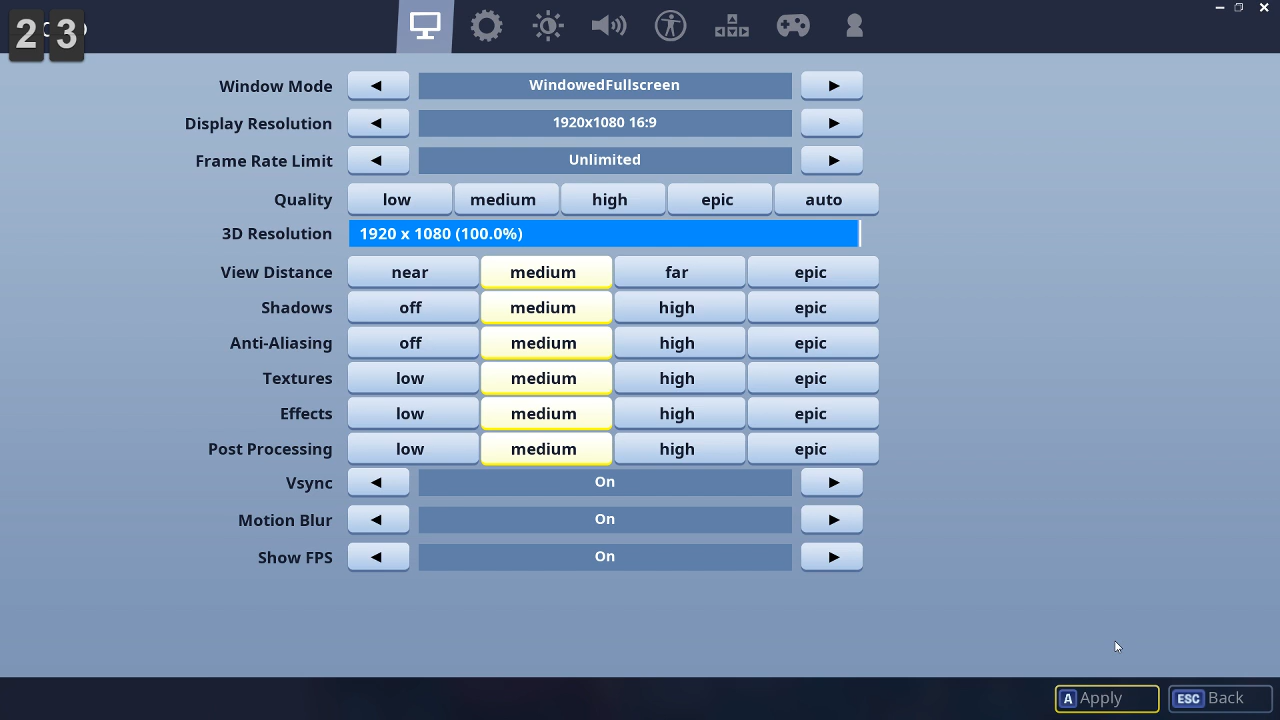 23
Window Mode ◀ WindowedFullscreen ▶
Display Resolution ◀ 1920x1080 16:9 ▶
Frame Rate Limit ◀ Unlimited ▶
Quality low medium high epic auto
3D Resolution 1920 x 1080 (100.0%)
View Distance near medium far epic
Shadows off medium high epic
Anti-Aliasing off medium high epic
Textures low medium high epic
Effects low medium high epic
Post Processing low medium high epic
Vsync ◀ On ▶
Motion Blur ◀ On ▶
Show FPS ◀ On ▶
A Apply ESC Back